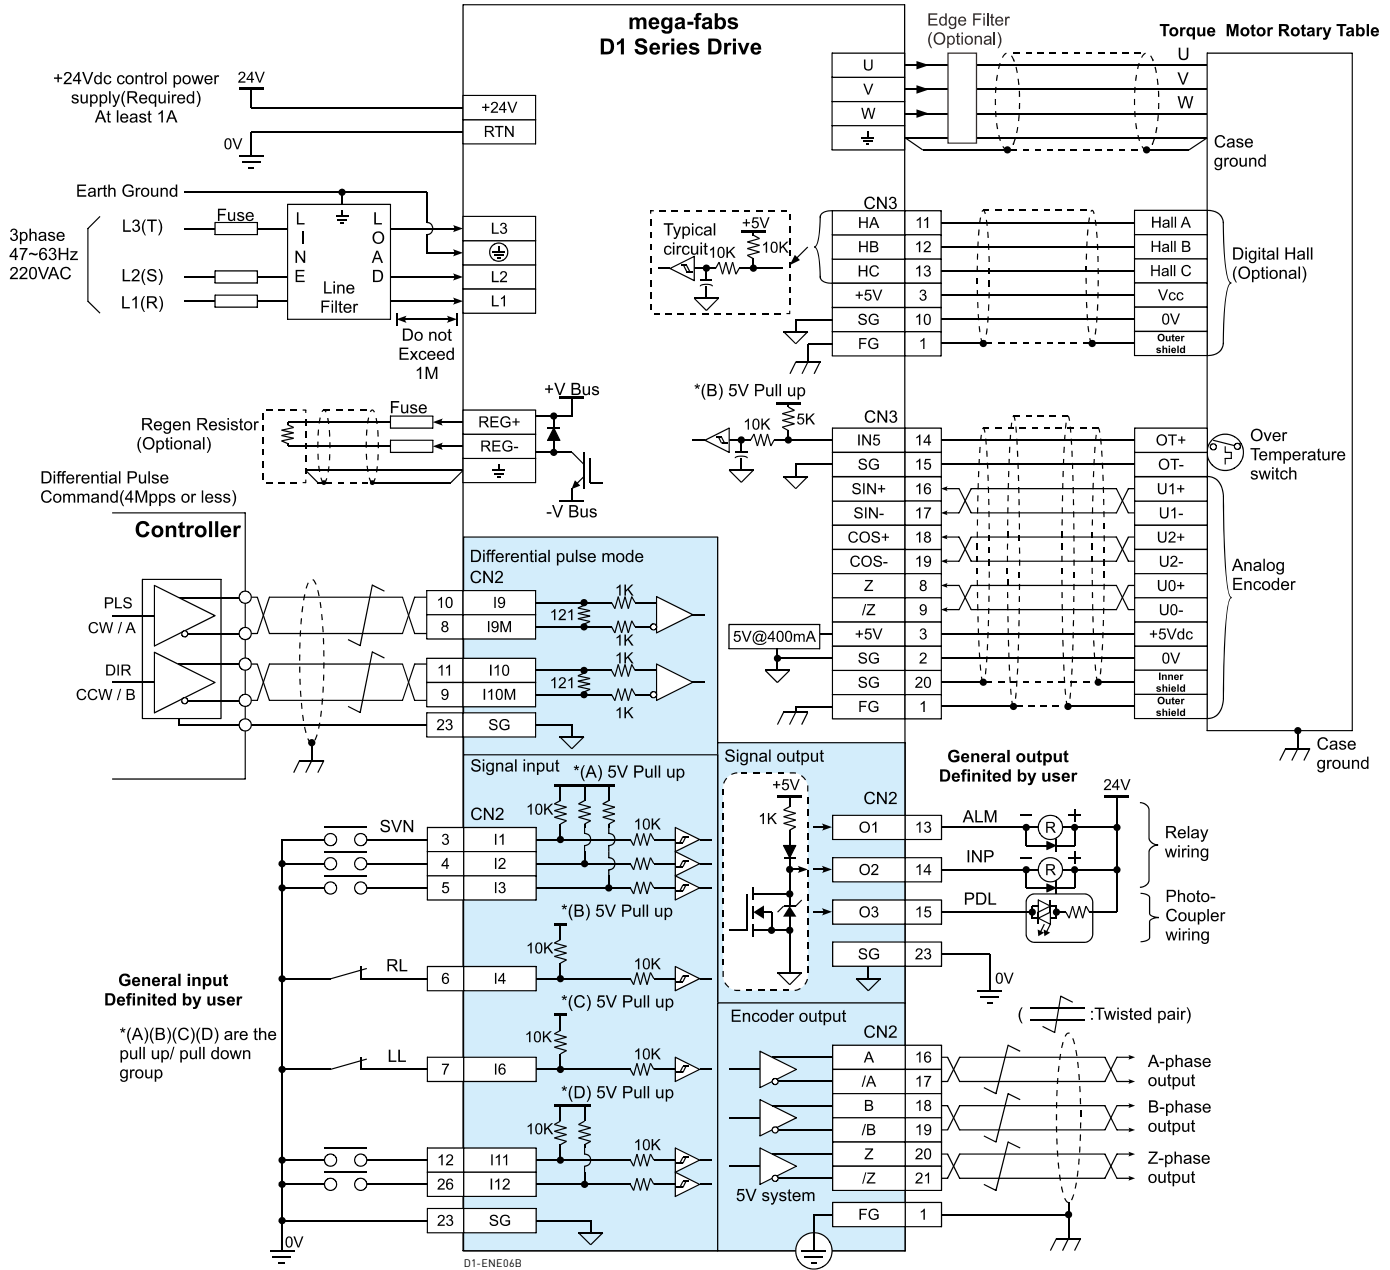 mega-fabs
D1 Series Drive
Edge Filter
(Optional)
Torque Motor Rotary Table
U
V
W
U
V
W
Case
ground
+24Vdc control power
supply(Required)
At least 1A
24V
0V
+24V
RTN
Earth Ground
3phase
47~63Hz
220VAC
L3(T)
L2(S)
L1(R)
Fuse
LINE
LOAD
Line
Filter
L3
L2
L1
Do not
Exceed
1M
Typical
circuit
+5V
10K
10K
CN3
HA 11 Hall A
HB 12 Hall B
HC 13 Hall C
+5V 3 Vcc
SG 10 0V
FG 1 Outer
shield
Digital Hall
(Optional)
Regen Resistor
(Optional)
Fuse
REG+
REG-
+V Bus
-V Bus
*(B) 5V Pull up
10K
5K
CN3
IN5 14 OT+
SG 15 OT-
SIN+ 16 U1+
SIN- 17 U1-
COS+ 18 U2+
COS- 19 U2-
Z 8 U0+
/Z 9 U0-
5V@400mA
+5V 3 +5Vdc
SG 2 0V
SG 20 Inner
shield
FG 1 Outer
shield
Over
Temperature
switch
Analog
Encoder
Case
ground
Differential Pulse
Command(4Mpps or less)
Controller
PLS
CW / A
DIR
CCW / B
Differential pulse mode
CN2
10 I9
8 I9M
11 I10
9 I10M
23 SG
1K
121
1K
1K
121
1K
Signal input
*(A) 5V Pull up
CN2
10K
10K
SVN
3 I1
4 I2
5 I3
*(B) 5V Pull up
10K
10K
RL
6 I4
*(C) 5V Pull up
10K
10K
LL
7 I6
*(D) 5V Pull up
10K
10K
12 I11
26 I12
23 SG
0V
General input
Definited by user
*(A)(B)(C)(D) are the
pull up/ pull down
group
Signal output
+5V
1K
CN2
O1 13
O2 14
O3 15
SG 23
General output
Definited by user
24V
ALM
- R +
INP
- R +
PDL
0V
Relay
wiring
Photo-
Coupler
wiring
( :Twisted pair)
Encoder output
CN2
A 16
/A 17
B 18
/B 19
Z 20
/Z 21
FG 1
5V system
A-phase
output
B-phase
output
Z-phase
output
D1-ENE06B